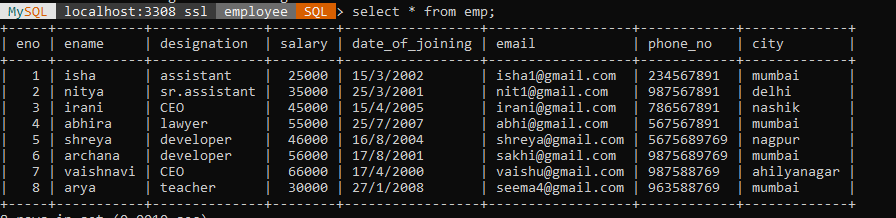 MySQL localhost:3308 ssl employee SQL > select * from emp;
+-----+-----------+--------------+--------+-----------------+------------------+------------+-------------+
| eno | ename | designation | salary | date_of_joining | email | phone_no | city |
+-----+-----------+--------------+--------+-----------------+------------------+------------+-------------+
| 1 | isha | assistant | 25000 | 15/3/2002 | isha1@gmail.com | 234567891 | mumbai |
| 2 | nitya | sr.assistant | 35000 | 25/3/2001 | nit1@gmail.com | 987567891 | delhi |
| 3 | irani | CEO | 45000 | 15/4/2005 | irani@gmail.com | 786567891 | nashik |
| 4 | abhira | lawyer | 55000 | 25/7/2007 | abhi@gmail.com | 567567891 | mumbai |
| 5 | shreya | developer | 46000 | 16/8/2004 | shreya@gmail.com | 5675689769 | nagpur |
| 6 | archana | developer | 56000 | 17/8/2001 | sakhi@gmail.com | 9875689769 | mumbai |
| 7 | vaishnavi | CEO | 66000 | 17/4/2000 | vaishu@gmail.com | 987588769 | ahilyanagar |
| 8 | arya | teacher | 30000 | 27/1/2008 | seema4@gmail.com | 963588769 | mumbai |
+-----+-----------+--------------+--------+-----------------+------------------+------------+-------------+
8 rows in set (0.0010 sec)